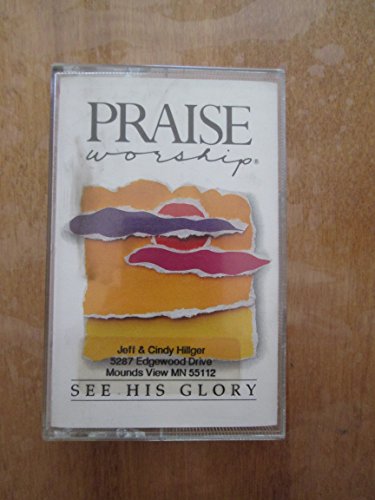 PRAISE
worship®
Jeff & Cindy Hillger
5287 Edgewood Drive
Mounds View MN 55112
SEE HIS GLORY